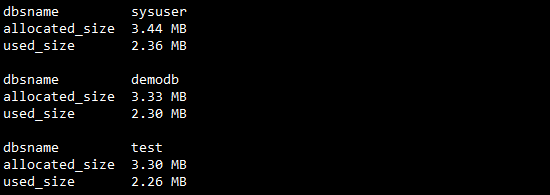 dbsname         sysuser
allocated_size  3.44 MB
used_size       2.36 MB

dbsname         demodb
allocated_size  3.33 MB
used_size       2.30 MB

dbsname         test
allocated_size  3.30 MB
used_size       2.26 MB